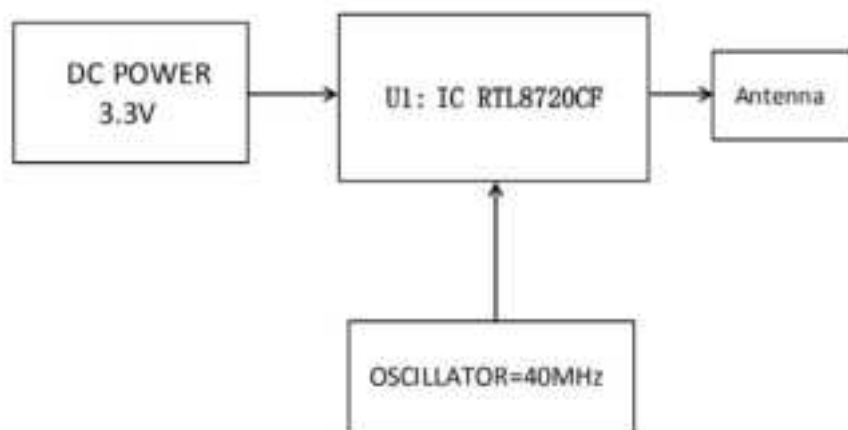 DC POWER
3.3V
U1: IC RTL8720CF
Antenna
OSCILLATOR=40MHz